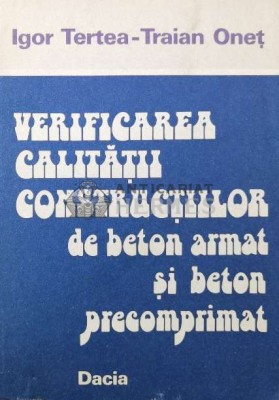 Igor Tertea-Traian Oneț
VERIFICAREA
CALITĂȚII
CONSTRUCȚIILOR
de beton armat
și beton
precomprimat
Dacia